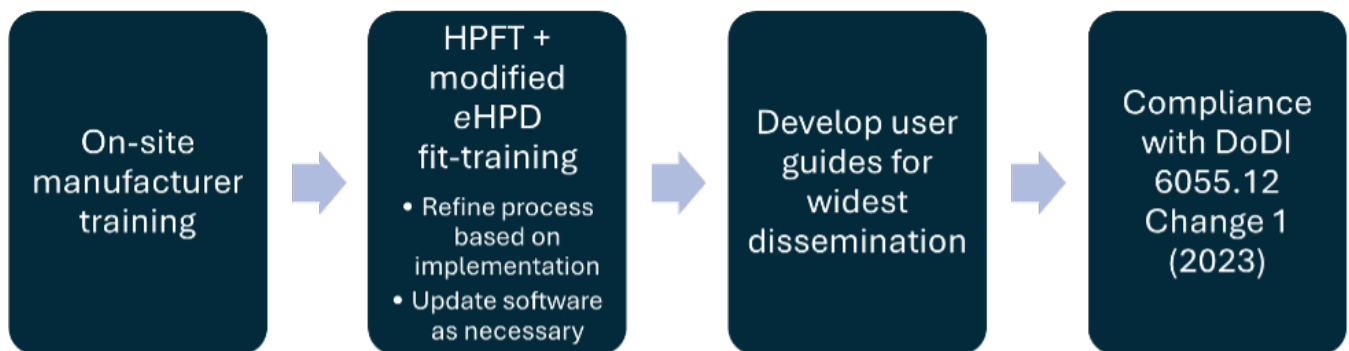 On-site
manufacturer
training
HPFT +
modified
eHPD
fit-training
• Refine process
based on
implementation
• Update software
as necessary
Develop user
guides for
widest
dissemination
Compliance
with DoDI
6055.12
Change 1
(2023)